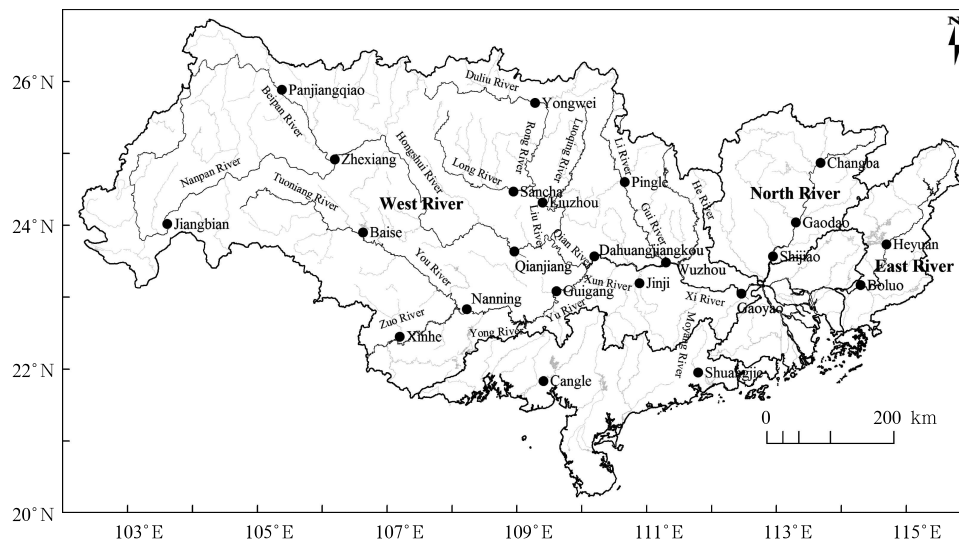 N
26°N
24°N
22°N
20°N
Duliu River
Panjiangqiao
Yongwei
Beipan River
Rong River
Luoqing River
Li River
Changba
Zhexiang
Hongshui River
Nanpan River
Long River
Pingle
He River
North River
Tuoniang River
Sancha
Liuzhou
West River
Gui River
Gaodao
Jiangbian
Baise
Liu River
Qian River
Dahuangjiangkou
Shijiao
Heyuan
You River
Qianjiang
Wuzhou
East River
Xun River
Jinji
Guigang
Boluo
Nanning
Xi River
Gaoyao
Zuo River
Yu River
Xinhe
Yong River
Moyang River
Cangle
Shuangjie
0 200 km
103°E 105°E 107°E 109°E 111°E 113°E 115°E